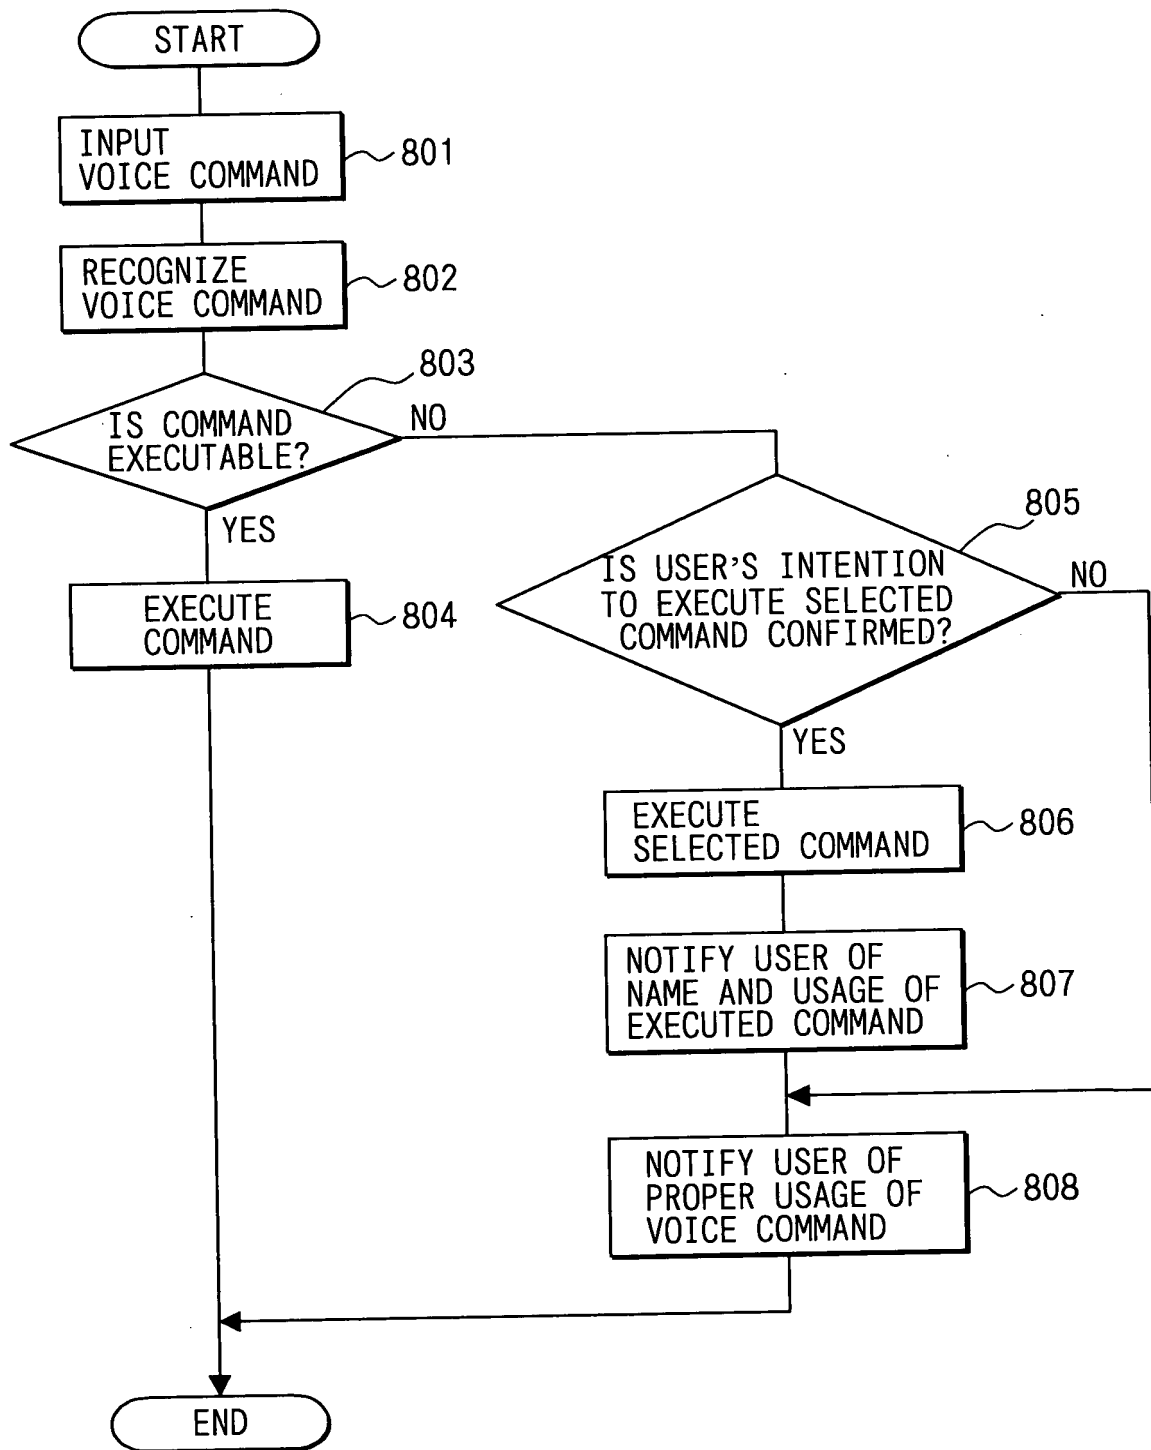 START
INPUT
VOICE COMMAND
801
RECOGNIZE
VOICE COMMAND
802
803
IS COMMAND
EXECUTABLE?
NO
YES
EXECUTE
COMMAND
804
805
IS USER'S INTENTION
TO EXECUTE SELECTED
COMMAND CONFIRMED?
NO
YES
EXECUTE
SELECTED COMMAND
806
NOTIFY USER OF
NAME AND USAGE OF
EXECUTED COMMAND
807
NOTIFY USER OF
PROPER USAGE OF
VOICE COMMAND
808
END